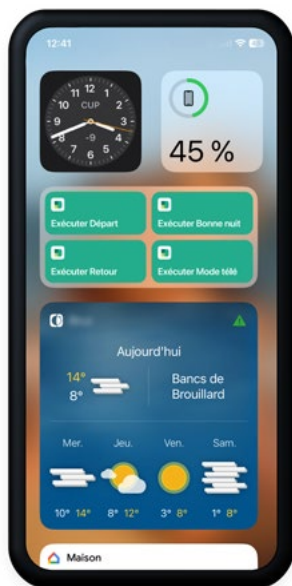 12:41
12
11
1
10
CUP
2
9
3
-9
8
4
7
6
5
45 %
Exécuter Départ
Exécuter Bonne nuit
Exécuter Retour
Exécuter Mode télé
Aujourd'hui
14°
8°
Bancs de
Brouillard
Mer.
Jeu.
Ven.
Sam.
10° 14°
8° 12°
3° 8°
1° 8°
Maison